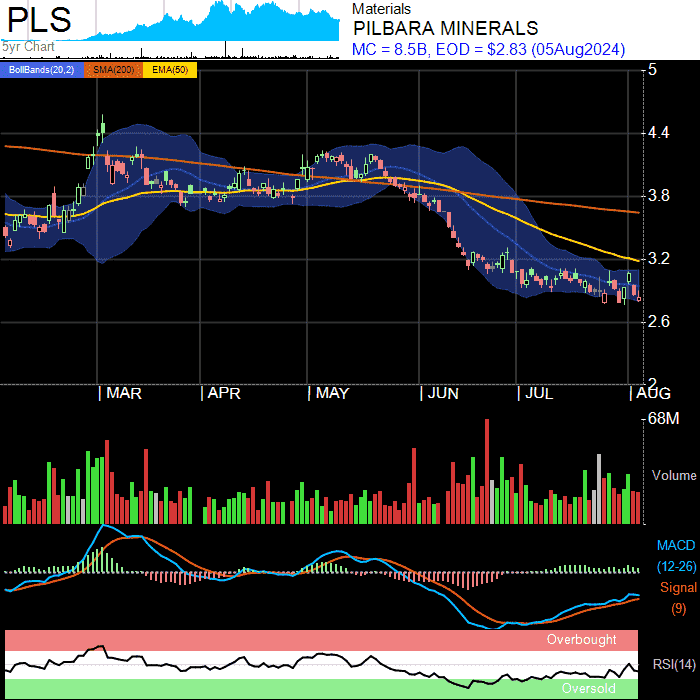 PLS
5yr Chart
Materials
PILBARA MINERALS
MC = 8.5B, EOD = $2.83 (05Aug2024)
BollBands(20,2) SMA(200) EMA(50)
5
4.4
3.8
3.2
2.6
2
| MAR | APR | MAY | JUN | JUL | AUG
68M
Volume
MACD
(12-26)
Signal
(9)
Overbought
RSI(14)
Oversold